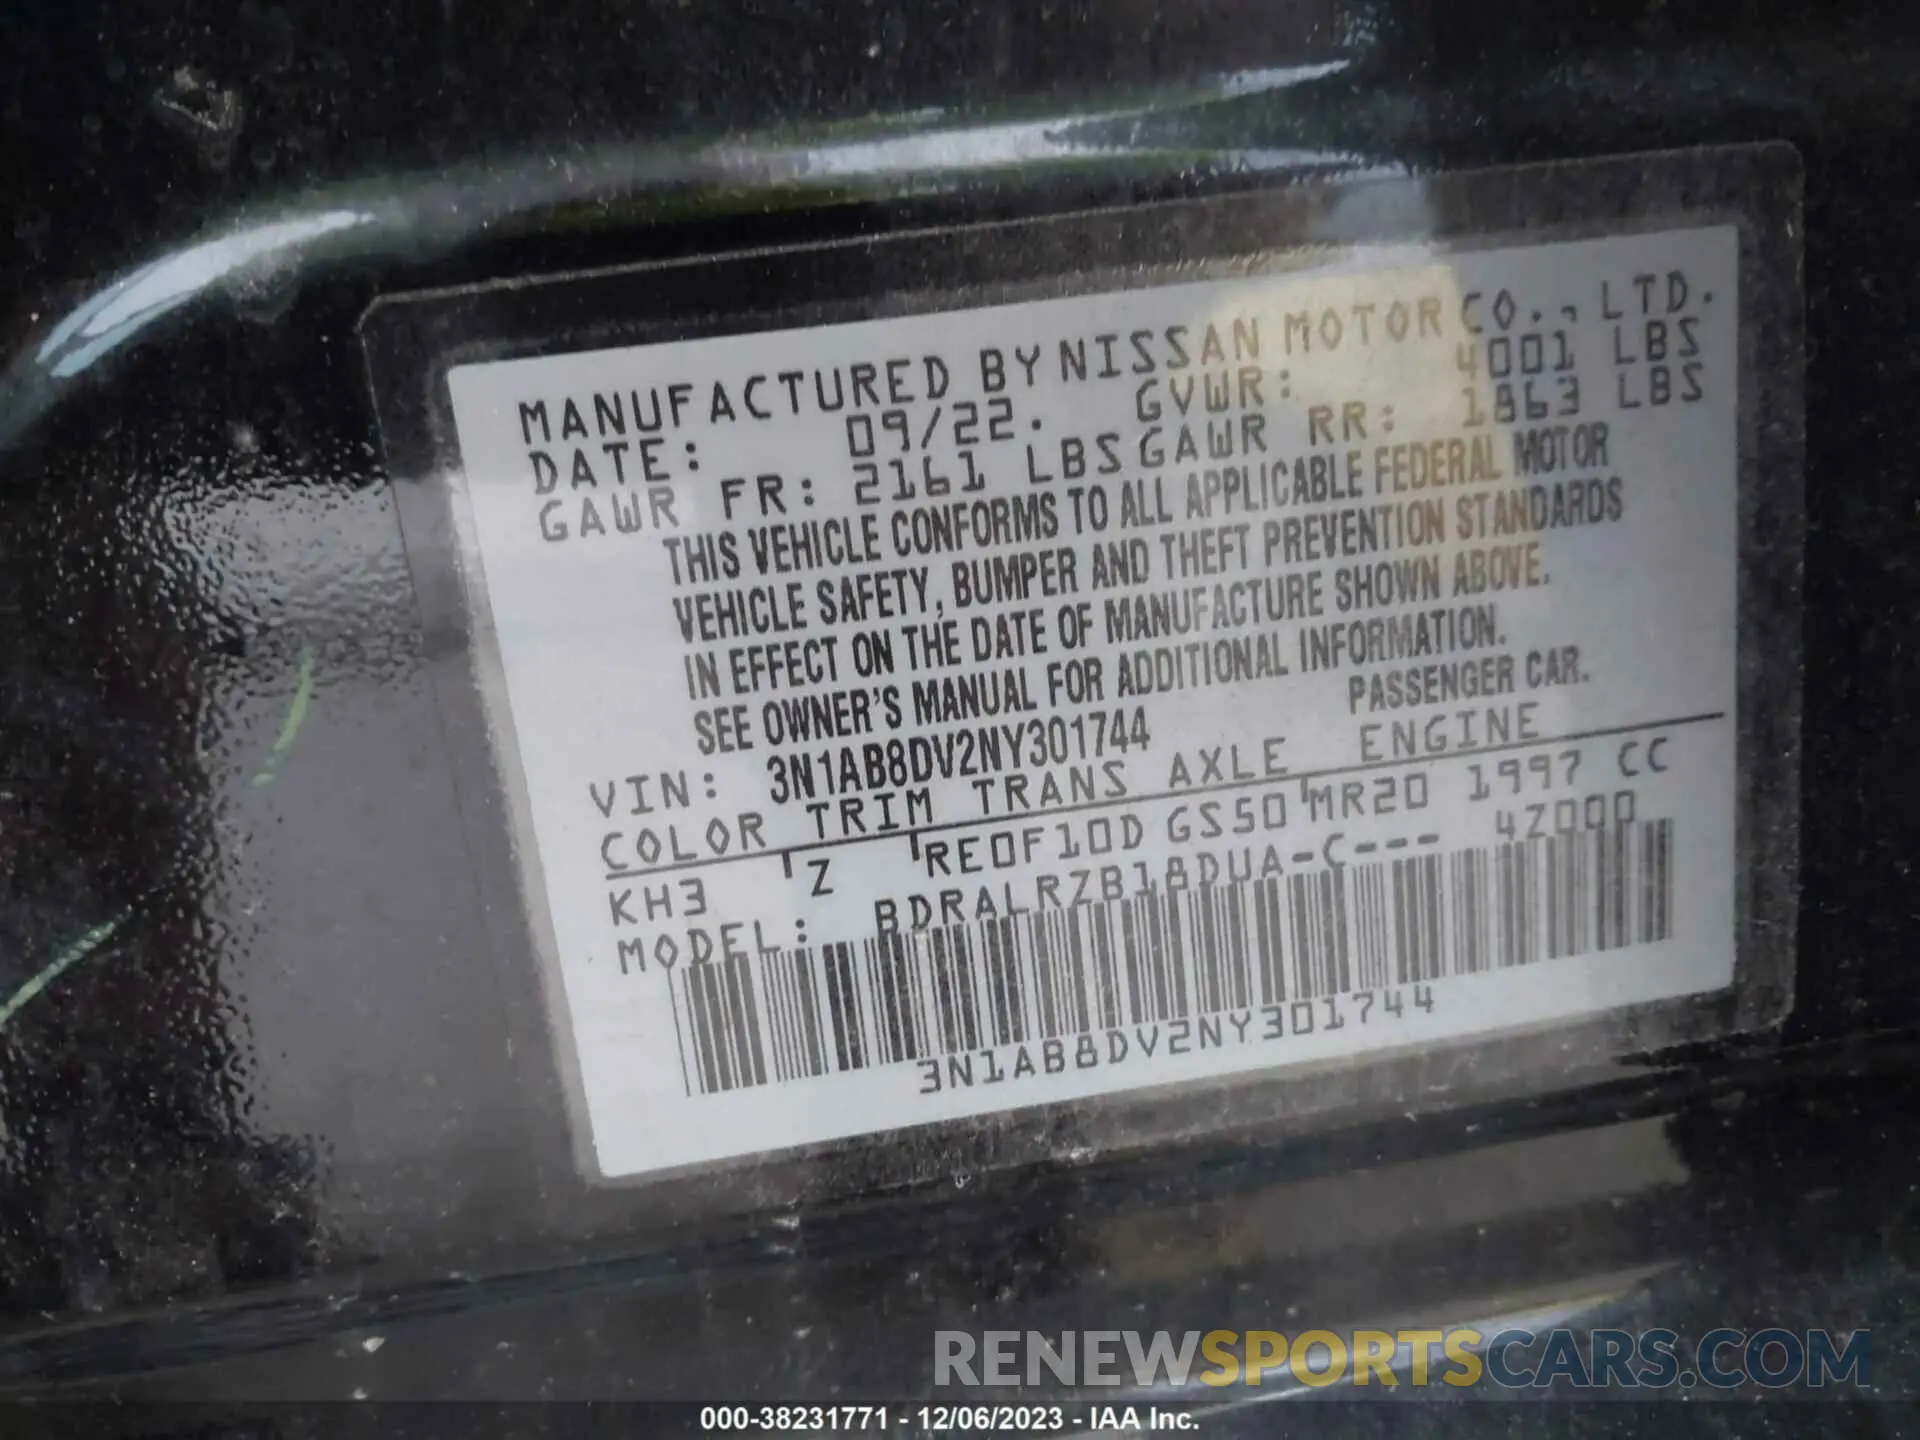 MANUFACTURED BY NISSAN MOTOR CO., LTD.
DATE: 09/22. GVWR: 4001 LBS
GAWR FR: 2161 LBS GAWR RR: 1863 LBS
THIS VEHICLE CONFORMS TO ALL APPLICABLE FEDERAL MOTOR
VEHICLE SAFETY, BUMPER AND THEFT PREVENTION STANDARDS
IN EFFECT ON THE DATE OF MANUFACTURE SHOWN ABOVE.
SEE OWNER'S MANUAL FOR ADDITIONAL INFORMATION.
VIN: 3N1AB8DV2NY301744 PASSENGER CAR.
COLOR TRIM TRANS AXLE ENGINE
KH3 Z RE0F10D GS50 MR20 1997 CC
MODEL: BDRALRZB18DUA-C--- 4Z000
3N1AB8DV2NY301744
RENEWSPORTSCARS.COM
000-38231771 - 12/06/2023 - IAA Inc.